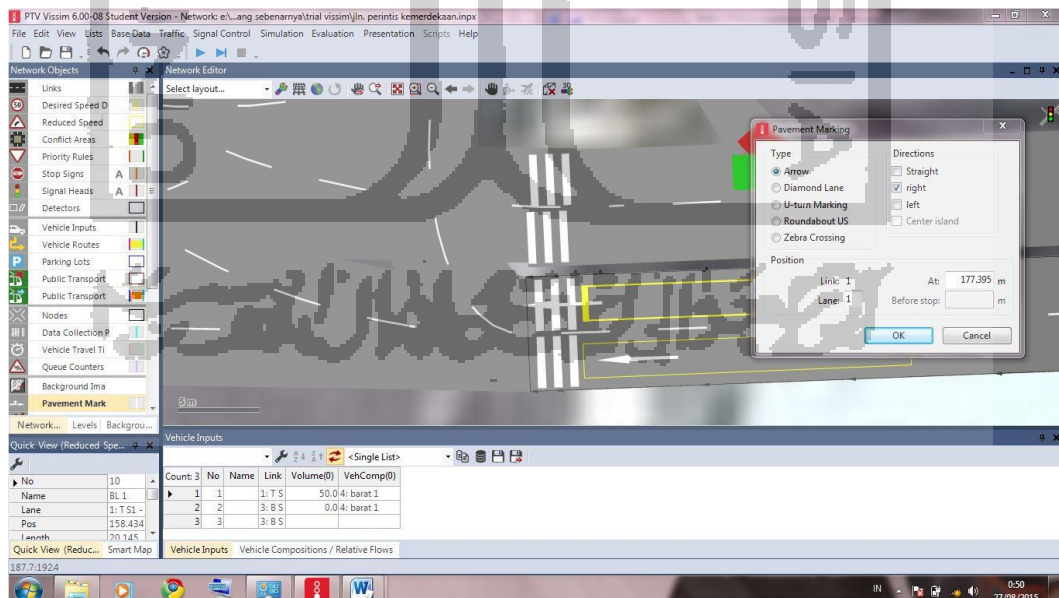 PTV Vissim 6.00-08 Student Version - Network: e:\...ang sebenarnya\trial vissim\jln. perintis kemerdekaan.inpx
File Edit View Lists Base Data Traffic Signal Control Simulation Evaluation Presentation Scripts Help
Network Objects
Network Editor
Select layout...
Links
Desired Speed D
Reduced Speed
Conflict Areas
Priority Rules
Stop Signs A
Signal Heads A
Detectors
Vehicle Inputs
Vehicle Routes
Parking Lots
Public Transport
Public Transport
Nodes
Data Collection P
Vehicle Travel Ti
Queue Counters
Background Ima
Pavement Mark
Network... Levels Backgrou...
Pavement Marking
Type
Arrow
Diamond Lane
U-turn Marking
Roundabout US
Zebra Crossing
Directions
Straight
right
left
Center island
Position
Link: 1 At: 177.395 m
Lane: 1 Before stop: m
OK Cancel
Quick View (Reduced Spe...
No 10
Name BL 1
Lane 1: T S1 -
Pos 158.434
Length 20.145
Quick View (Reduc... Smart Map
Vehicle Inputs
<Single List>
Count: 3 No Name Link Volume(0) VehComp(0)
1 1 1: T S 50.0 4: barat 1
2 2 3: B S 0.0 4: barat 1
3 3 3: B S
Vehicle Inputs Vehicle Compositions / Relative Flows
187.7:192.4
IN 0:50
27/08/2015